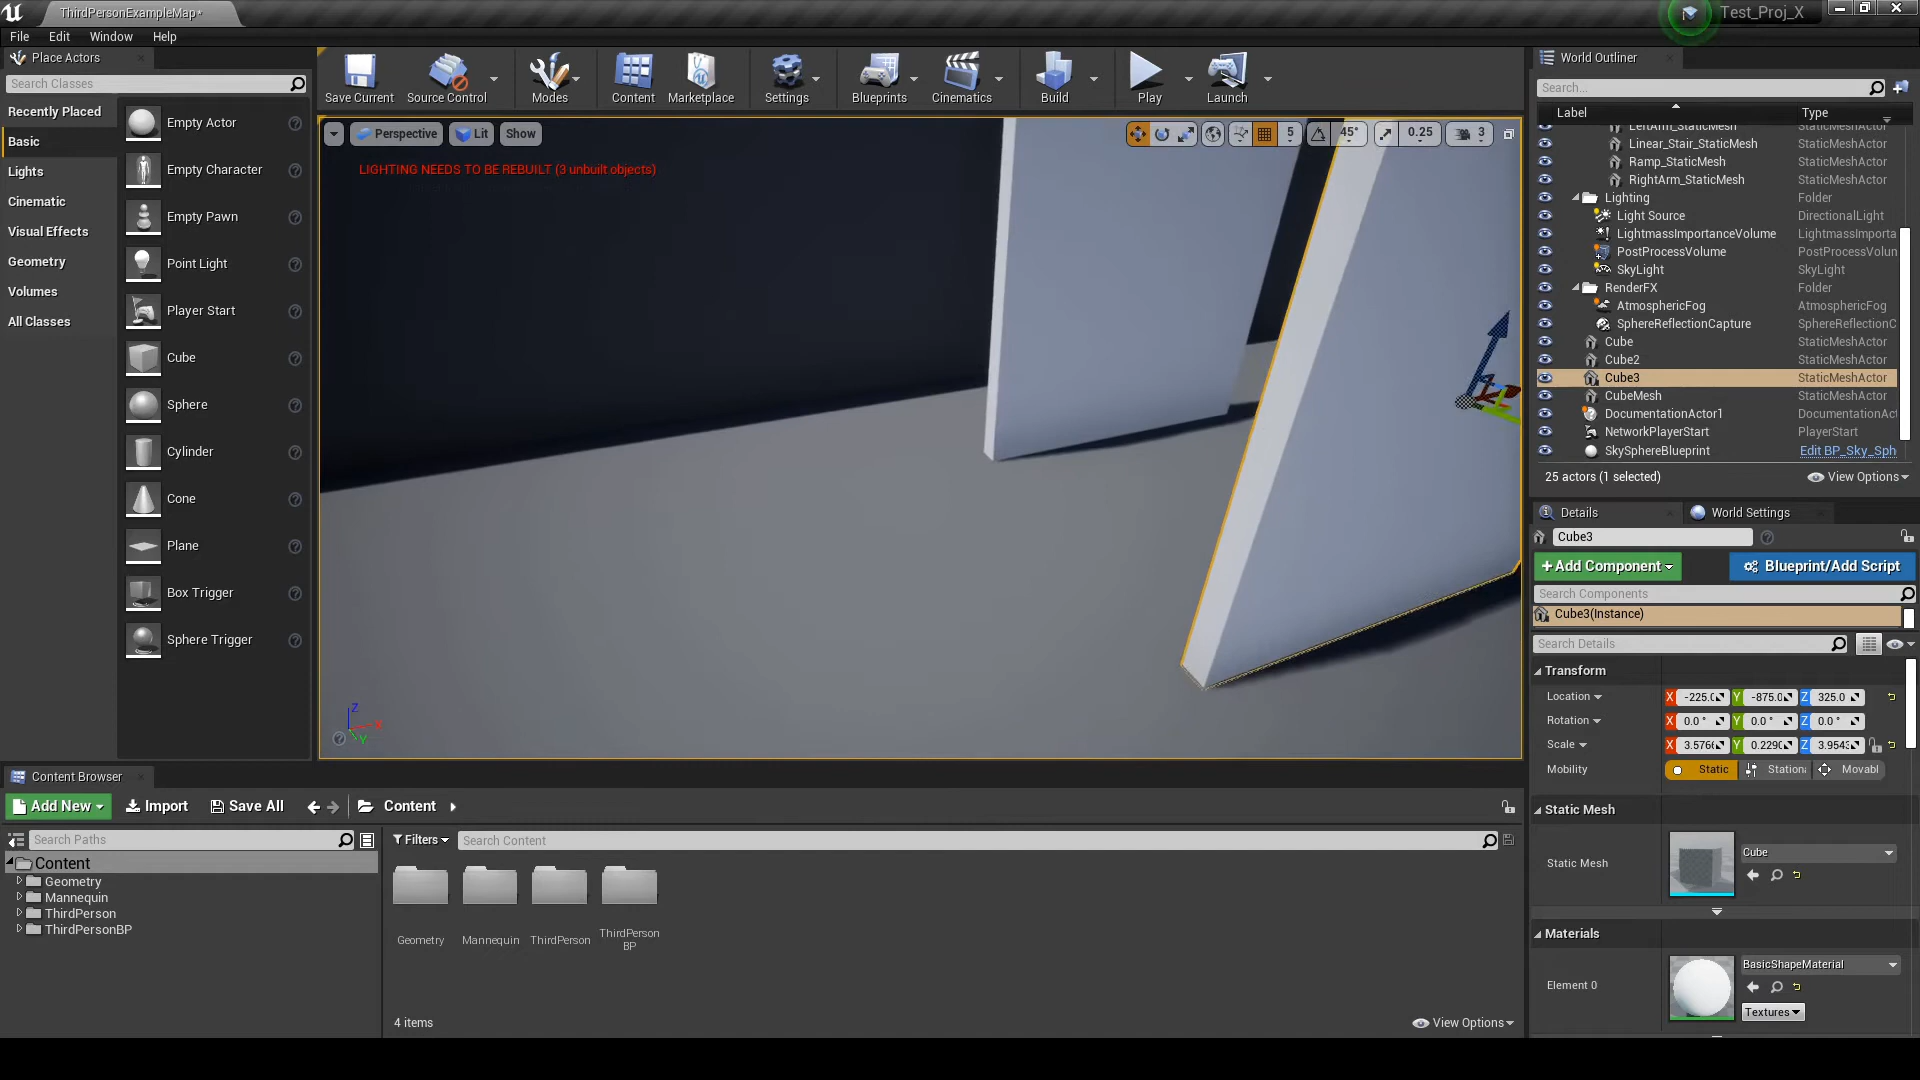 ThirdPersonExampleMap*
Test_Proj_X
File Edit Window Help
Place Actors
Search Classes
Recently Placed
Basic
Lights
Cinematic
Visual Effects
Geometry
Volumes
All Classes
Empty Actor
Empty Character
Empty Pawn
Point Light
Player Start
Cube
Sphere
Cylinder
Cone
Plane
Box Trigger
Sphere Trigger
Save Current Source Control Modes Content Marketplace Settings Blueprints Cinematics Build Play Launch
Perspective Lit Show
5 45° 0.25 3
LIGHTING NEEDS TO BE REBUILT (3 unbuilt objects)
Z
X
Y
World Outliner
Search...
Label Type
LeftArm_StaticMesh StaticMeshActor
Linear_Stair_StaticMesh StaticMeshActor
Ramp_StaticMesh StaticMeshActor
RightArm_StaticMesh StaticMeshActor
Lighting Folder
Light Source DirectionalLight
LightmassImportanceVolume LightmassImporta
PostProcessVolume PostProcessVolun
SkyLight SkyLight
RenderFX Folder
AtmosphericFog AtmosphericFog
SphereReflectionCapture SphereReflectionC
Cube StaticMeshActor
Cube2 StaticMeshActor
Cube3 StaticMeshActor
CubeMesh StaticMeshActor
DocumentationActor1 DocumentationAct
NetworkPlayerStart PlayerStart
SkySphereBlueprint Edit BP_Sky_Sph
25 actors (1 selected) View Options
Details World Settings
Cube3
+Add Component Blueprint/Add Script
Search Components
Cube3(Instance)
Search Details
Transform
Location X -225.0 Y -875.0 Z 325.0
Rotation X 0.0 ° Y 0.0 ° Z 0.0 °
Scale X 3.576 Y 0.229 Z 3.954
Mobility Static Stationa Movabl
Static Mesh
Static Mesh Cube
Materials
Element 0 BasicShapeMaterial
Textures
Content Browser
Add New Import Save All Content
Search Paths
Filters Search Content
Content
Geometry
Mannequin
ThirdPerson
ThirdPersonBP
Geometry Mannequin ThirdPerson ThirdPerson
BP
4 items View Options